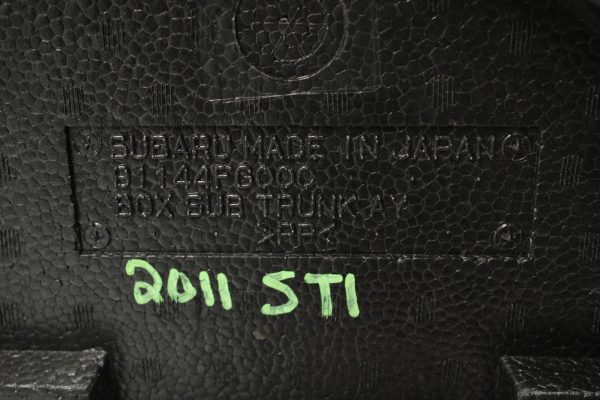 SUBARU MADE IN JAPAN
91144FG000
BOX SUB TRUNK AY
>PP<
2011 STI